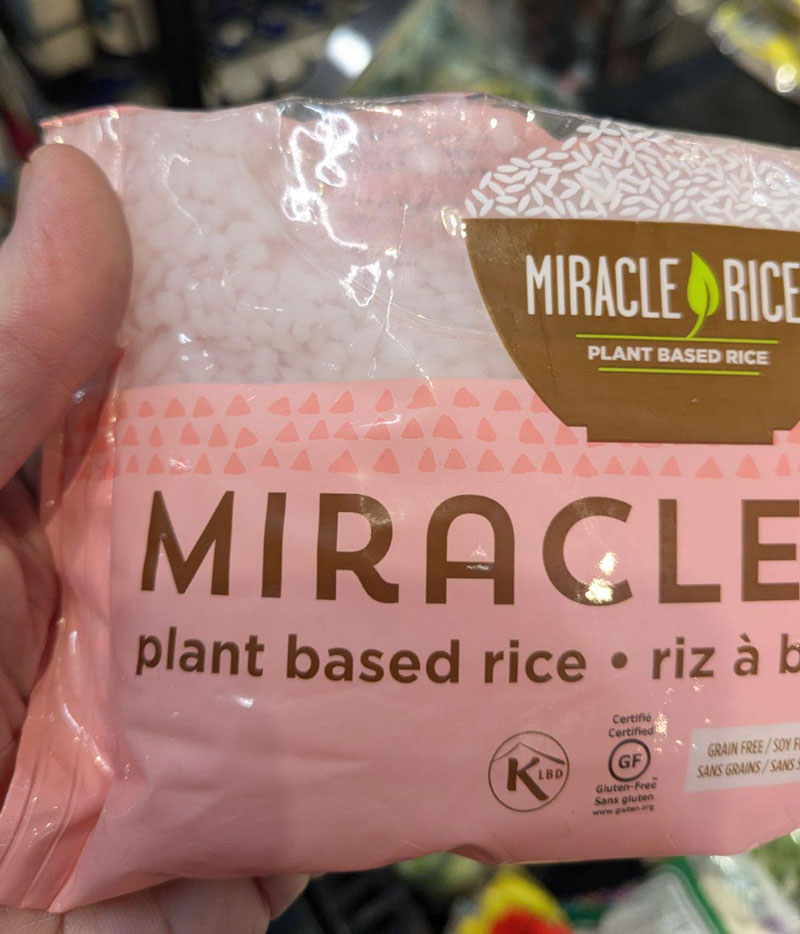 MIRACLE RICE
PLANT BASED RICE
MIRACLE
plant based rice • riz à b
Certifié
Certified
K LBD
GF
Gluten-Free
Sans gluten
www.gluten.org
GRAIN FREE / SOY F
SANS GRAINS / SANS S